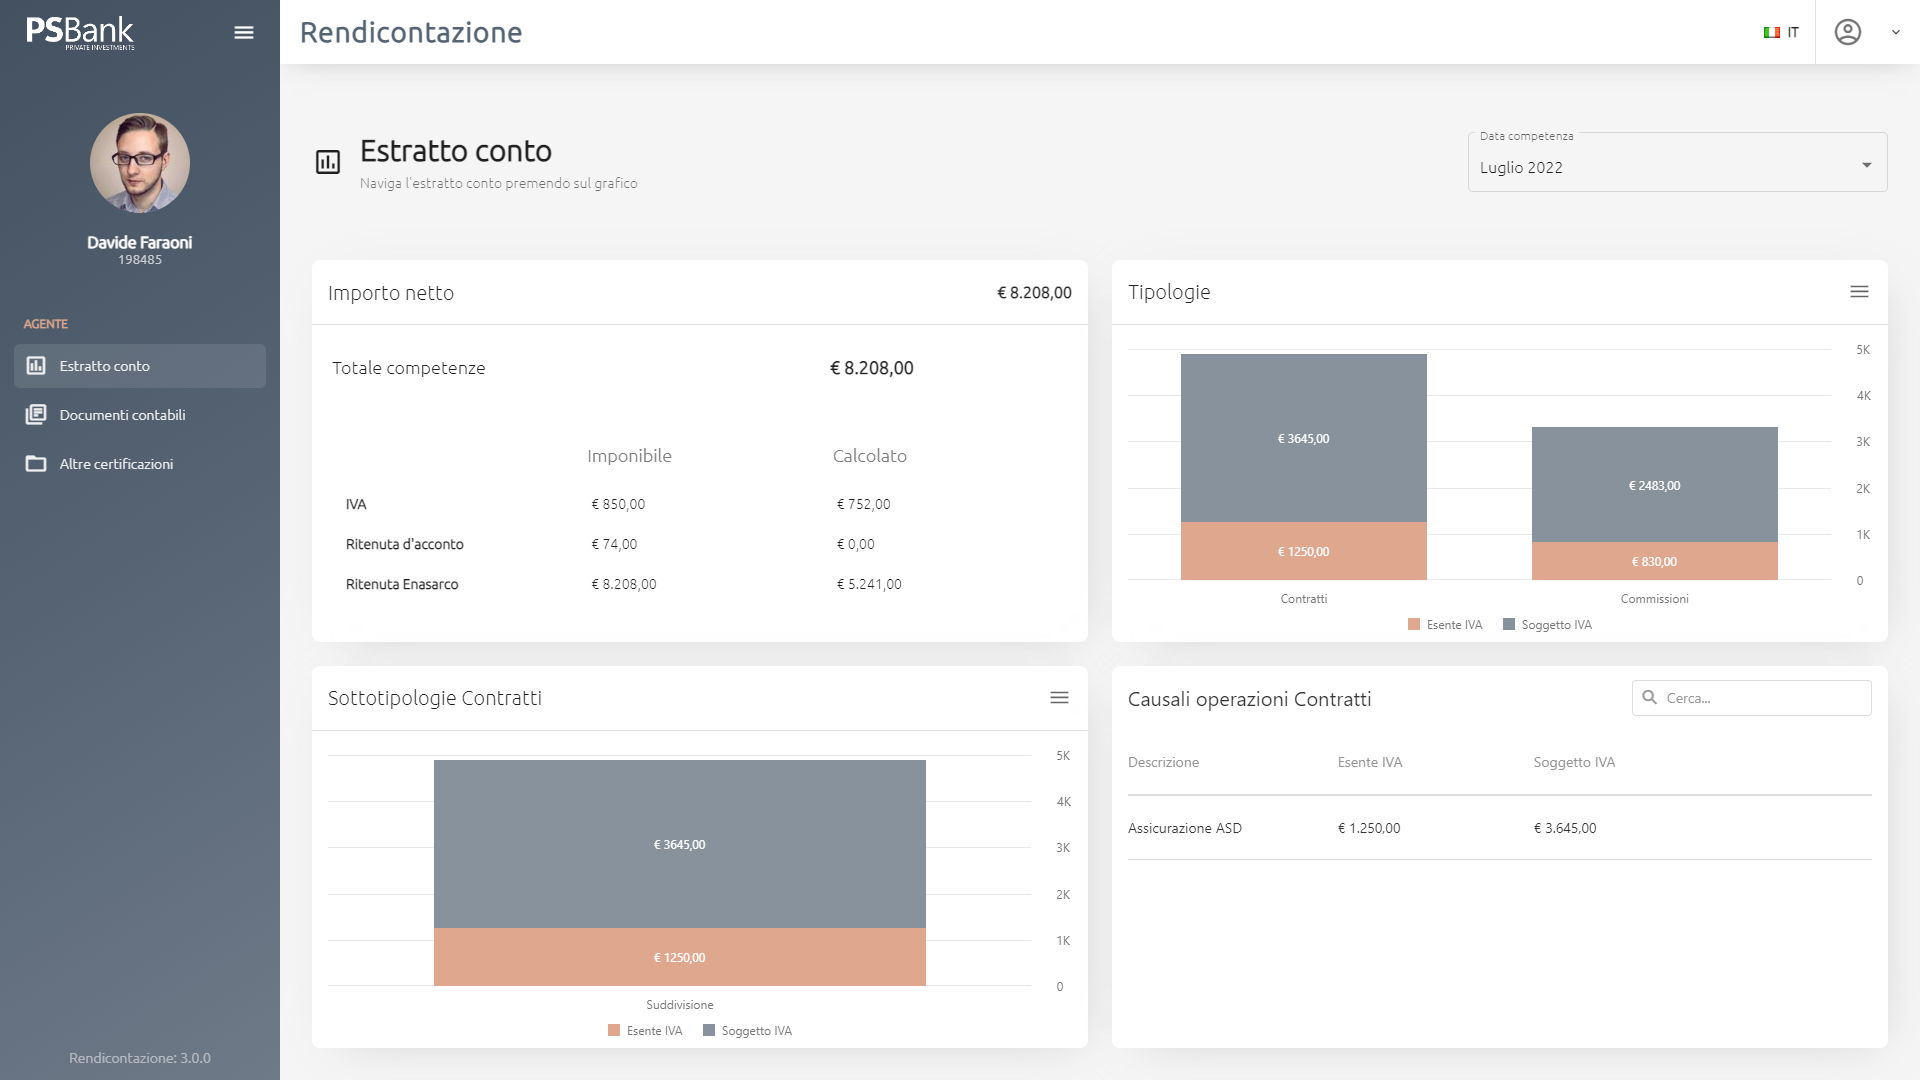 PSBank
PRIVATE INVESTMENTS
Davide Faraoni
198485
AGENTE
Estratto conto
Documenti contabili
Altre certificazioni
Rendicontazione: 3.0.0
Rendicontazione
IT
Estratto conto
Naviga l'estratto conto premendo sul grafico
Data competenza
Luglio 2022
Importo netto € 8.208,00
Totale competenze € 8.208,00
Imponibile Calcolato
IVA € 850,00 € 752,00
Ritenuta d'acconto € 74,00 € 0,00
Ritenuta Enasarco € 8.208,00 € 5.241,00
Tipologie
5K
4K
3K
2K
1K
0
€ 3645,00
€ 2483,00
€ 1250,00
€ 830,00
Contratti Commissioni
Esente IVA Soggetto IVA
Sottotipologie Contratti
5K
4K
3K
2K
1K
0
€ 3645,00
€ 1250,00
Suddivisione
Esente IVA Soggetto IVA
Causali operazioni Contratti
Cerca...
Descrizione Esente IVA Soggetto IVA
Assicurazione ASD € 1.250,00 € 3.645,00